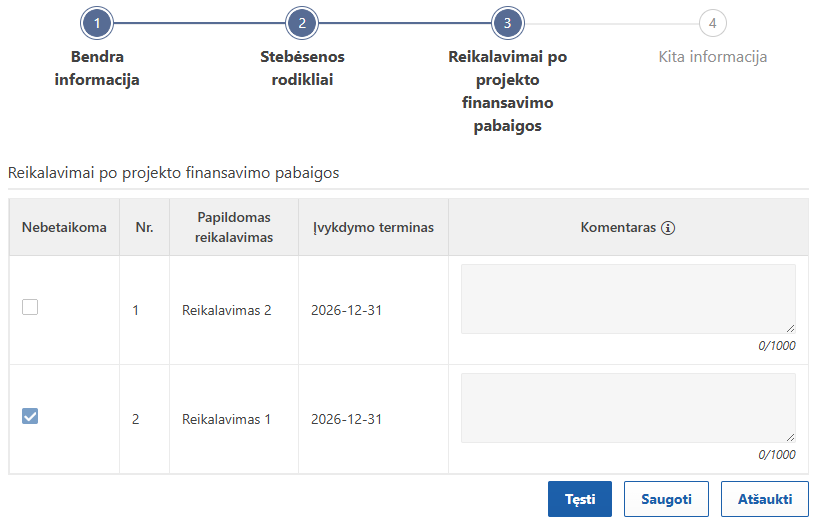 1
2
3
4
Bendra
informacija
Stebėsenos
rodikliai
Reikalavimai po
projekto
finansavimo
pabaigos
Kita informacija
Reikalavimai po projekto finansavimo pabaigos
Nebetaikoma
Nr.
Papildomas
reikalavimas
Įvykdymo terminas
Komentaras
1
Reikalavimas 2
2026-12-31
0/1000
2
Reikalavimas 1
2026-12-31
0/1000
Tęsti
Saugoti
Atšaukti